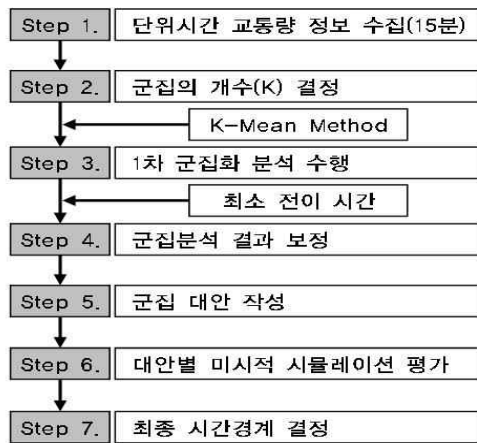 Step 1. 단위시간 교통량 정보 수집(15분)
Step 2. 군집의 개수(K) 결정
K-Mean Method
Step 3. 1차 군집화 분석 수행
최소 전이 시간
Step 4. 군집분석 결과 보정
Step 5. 군집 대안 작성
Step 6. 대안별 미시적 시뮬레이션 평가
Step 7. 최종 시간경계 결정